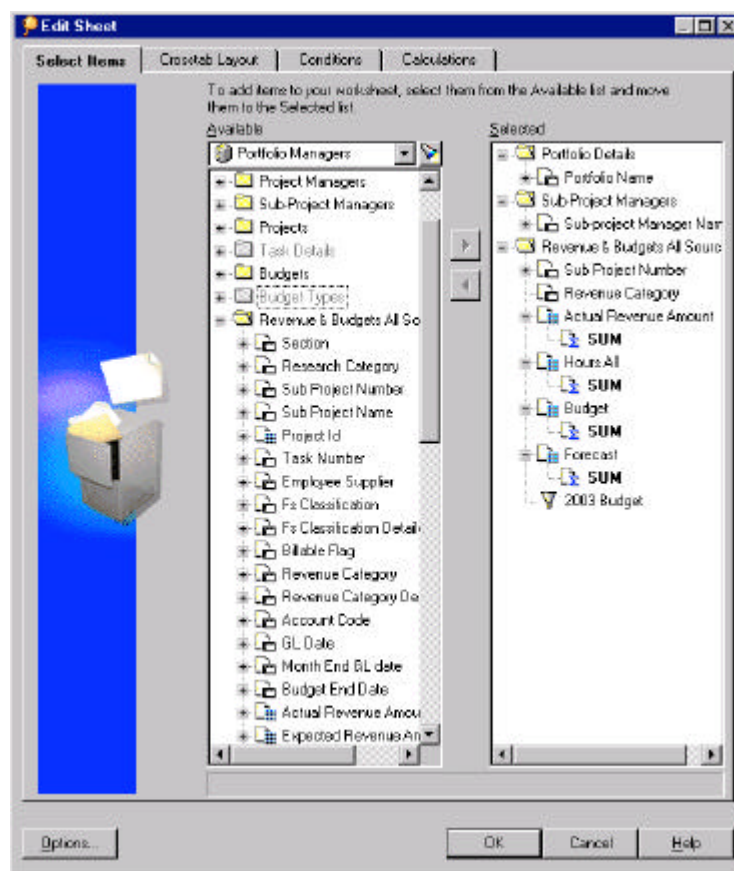 Edit Sheet
Select Items
Crosstab Layout
Conditions
Calculations
To add items to your worksheet, select them from the Available list and move
them to the Selected list.
Available
Portfolio Managers
Project Managers
Sub-Project Managers
Projects
Task Details
Budgets
Budget Types
Revenue & Budgets All So
Section
Research Category
Sub Project Number
Sub Project Name
Project Id
Task Number
Employee Supplier
Fs Classification
Fs Classification Detail
Billable Flag
Revenue Category
Revenue Category De
Account Code
GL Date
Month End GL date
Budget End Date
Actual Revenue Amou
Expected Revenue An
Selected
Portfolio Details
Portfolio Name
Sub-Project Managers
Sub-project Manager Nam
Revenue & Budgets All Sourc
Sub Project Number
Revenue Category
Actual Revenue Amount
SUM
Hours All
SUM
Budget
SUM
Forecast
SUM
2003 Budget
Options...
OK
Cancel
Help